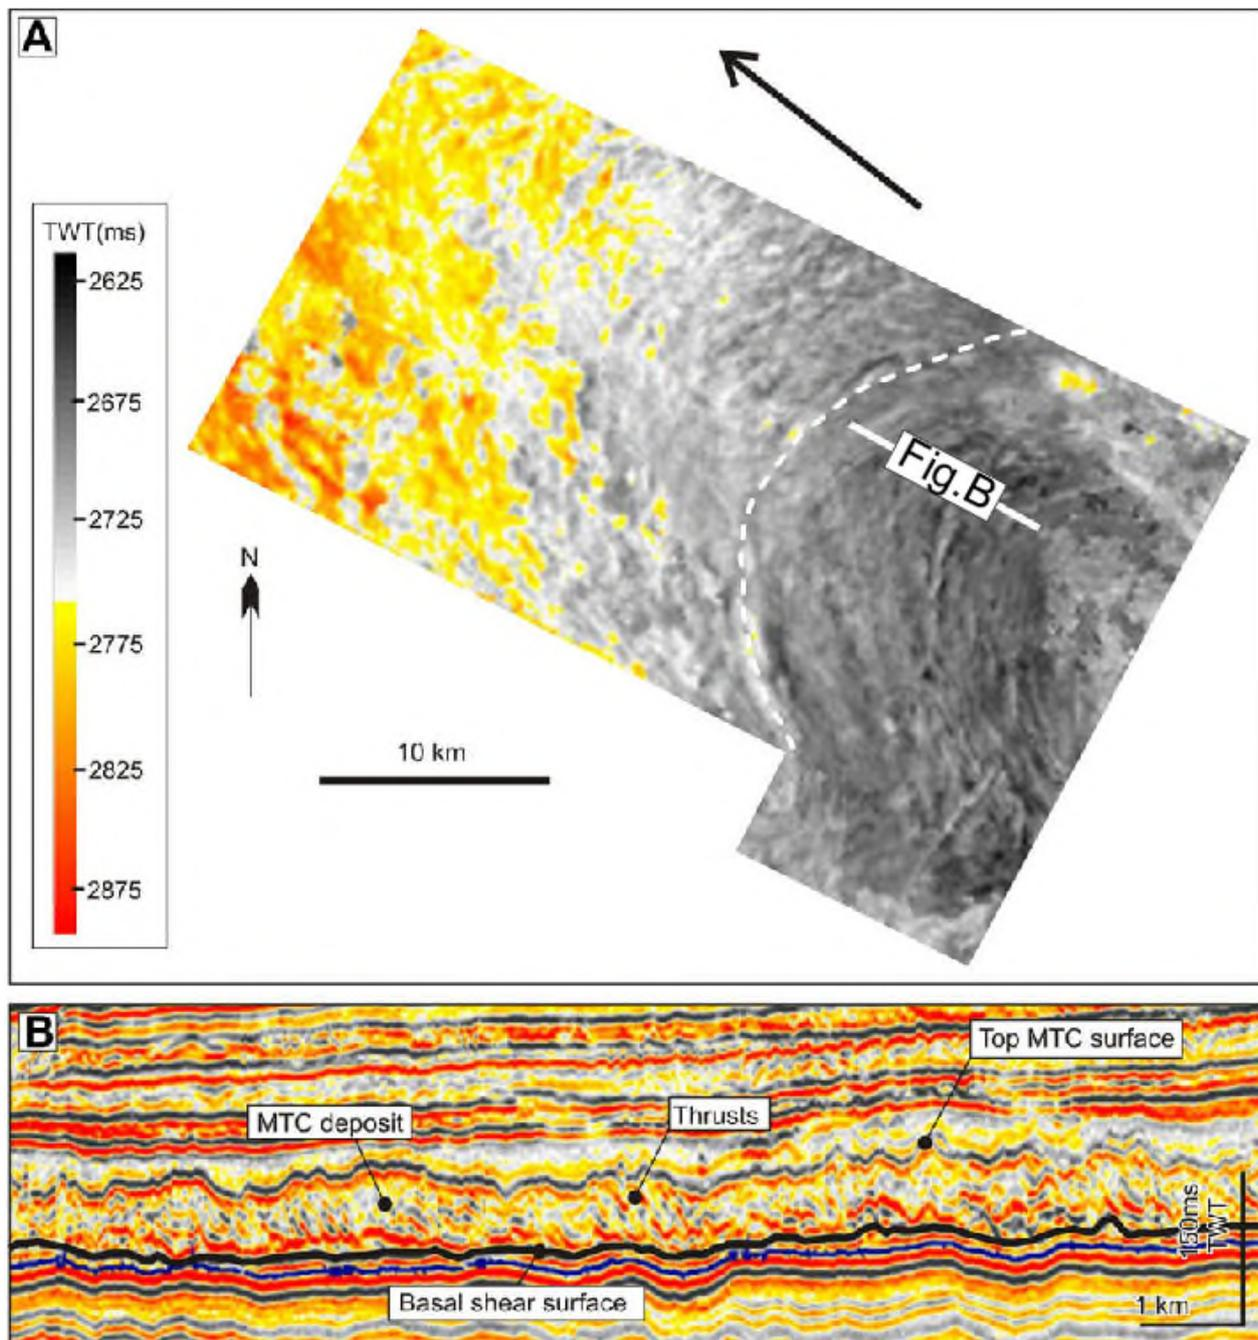 A
TWT(ms)
2625
2675
2725
2775
2825
2875
N
10 km
Fig.B
B
Top MTC surface
MTC deposit
Thrusts
Basal shear surface
150ms
TWT
1 km